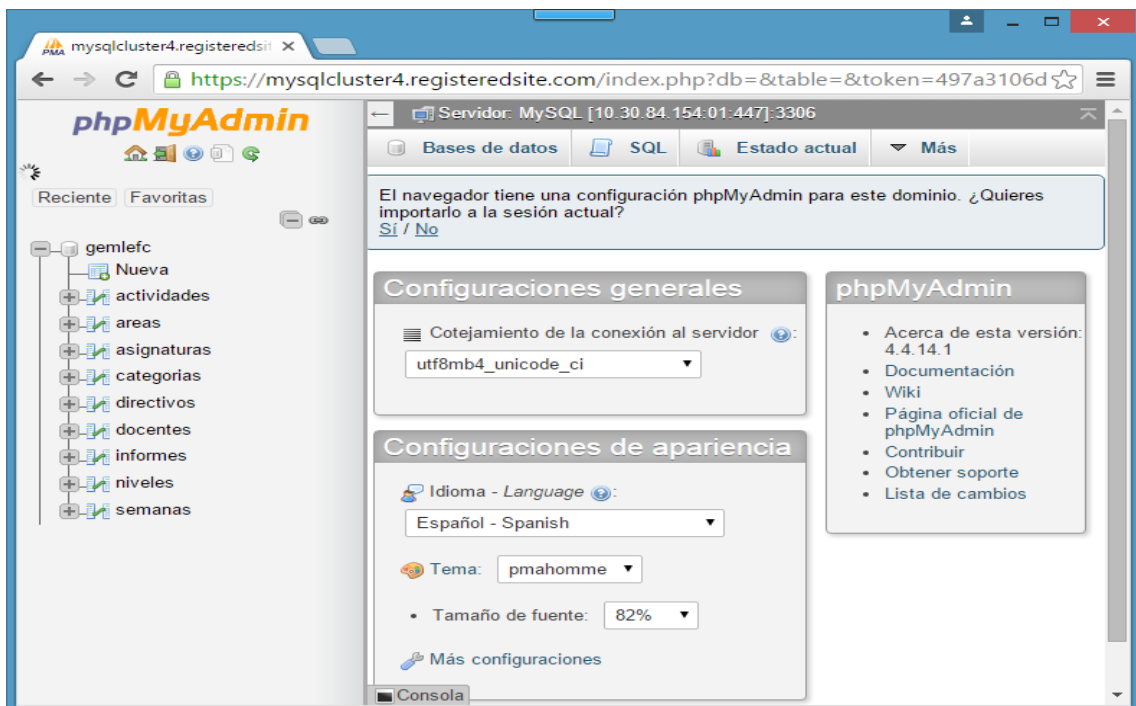 mysqlcluster4.registeredsit
https://mysqlcluster4.registeredsite.com/index.php?db=&table=&token=497a3106d
phpMyAdmin
Reciente Favoritas
gemlefc
Nueva
actividades
areas
asignaturas
categorias
directivos
docentes
informes
niveles
semanas
Servidor: MySQL [10.30.84.154:01:447]:3306
Bases de datos SQL Estado actual Más
El navegador tiene una configuración phpMyAdmin para este dominio. ¿Quieres
importarlo a la sesión actual?
Sí / No
Configuraciones generales
Cotejamiento de la conexión al servidor :
utf8mb4_unicode_ci
Configuraciones de apariencia
Idioma - Language :
Español - Spanish
Tema: pmahomme
• Tamaño de fuente: 82%
Más configuraciones
Consola
phpMyAdmin
• Acerca de esta versión:
4.4.14.1
• Documentación
• Wiki
• Página oficial de
phpMyAdmin
• Contribuir
• Obtener soporte
• Lista de cambios